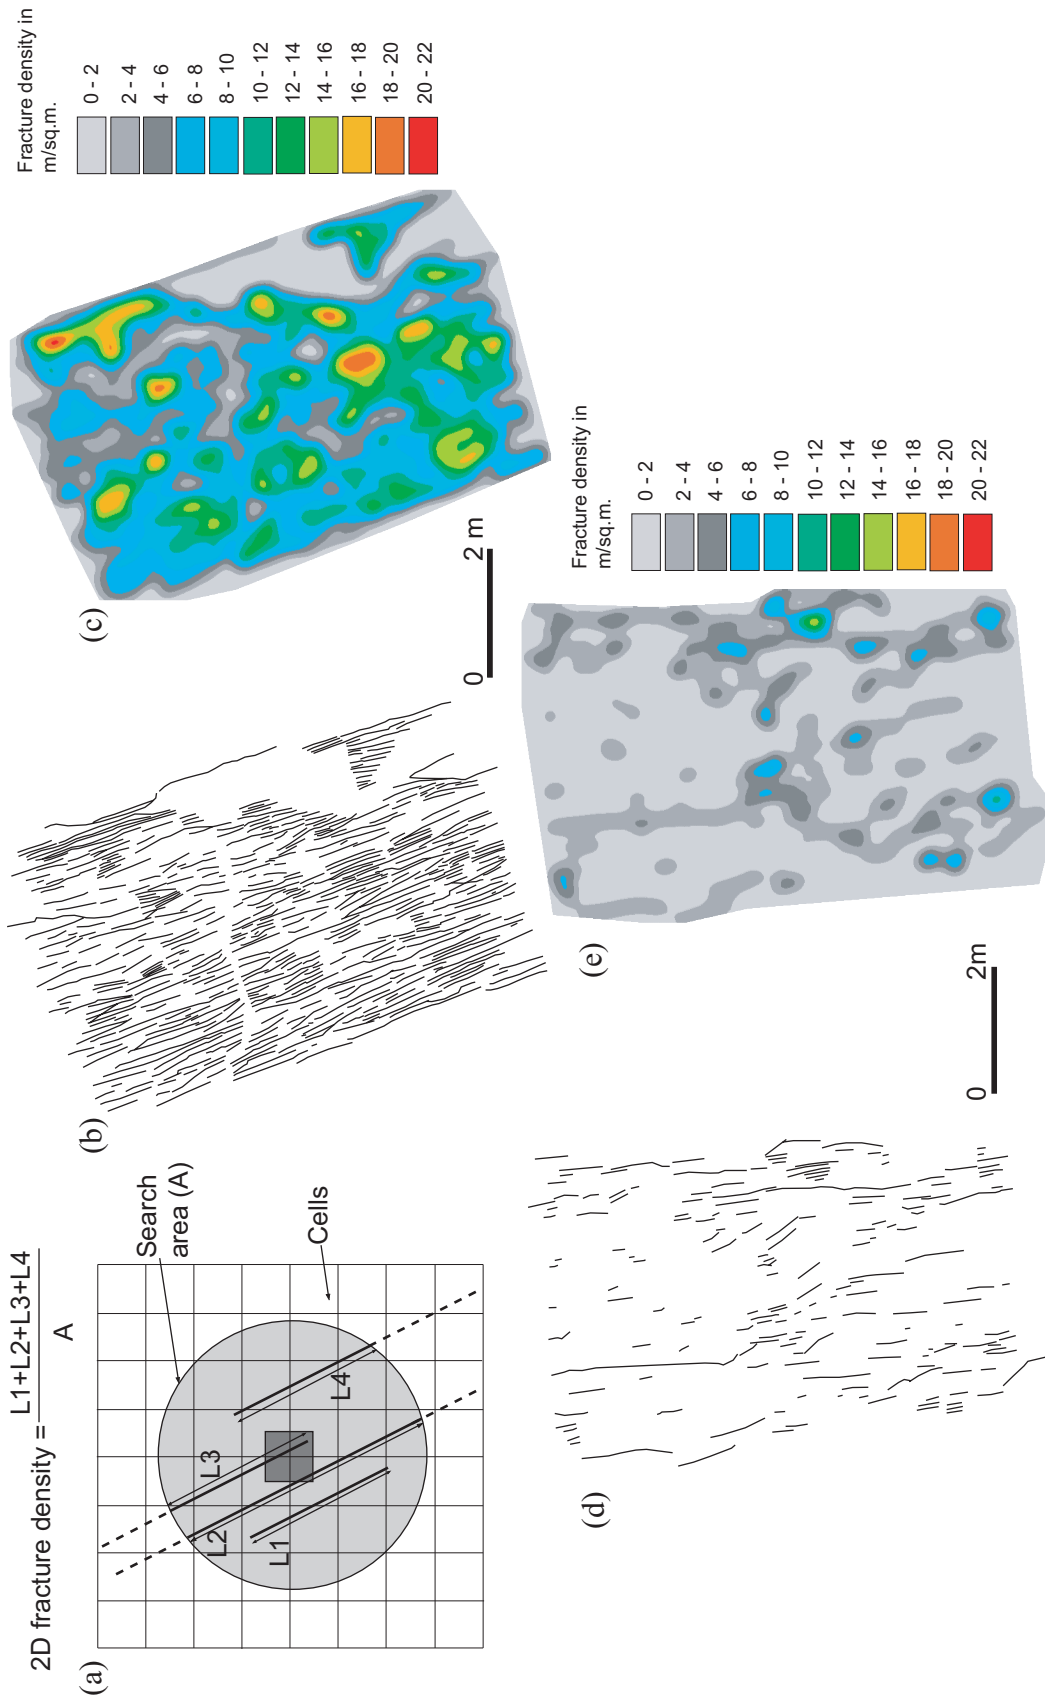 (a)
2D fracture density =
L1+L2+L3+L4
A
Search
area (A)
Cells
L1
L2
L3
L4
(b)
(c)
Fracture density in
m/sq.m.
0 - 2
2 - 4
4 - 6
6 - 8
8 - 10
10 - 12
12 - 14
14 - 16
16 - 18
18 - 20
20 - 22
0
2 m
(d)
(e)
Fracture density in
m/sq.m.
0 - 2
2 - 4
4 - 6
6 - 8
8 - 10
10 - 12
12 - 14
14 - 16
16 - 18
18 - 20
20 - 22
0
2m